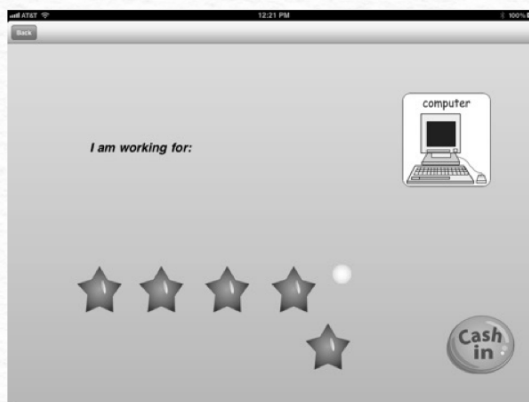 AT&T 12:21 PM 100%
Back
computer
I am working for:
Cash
in